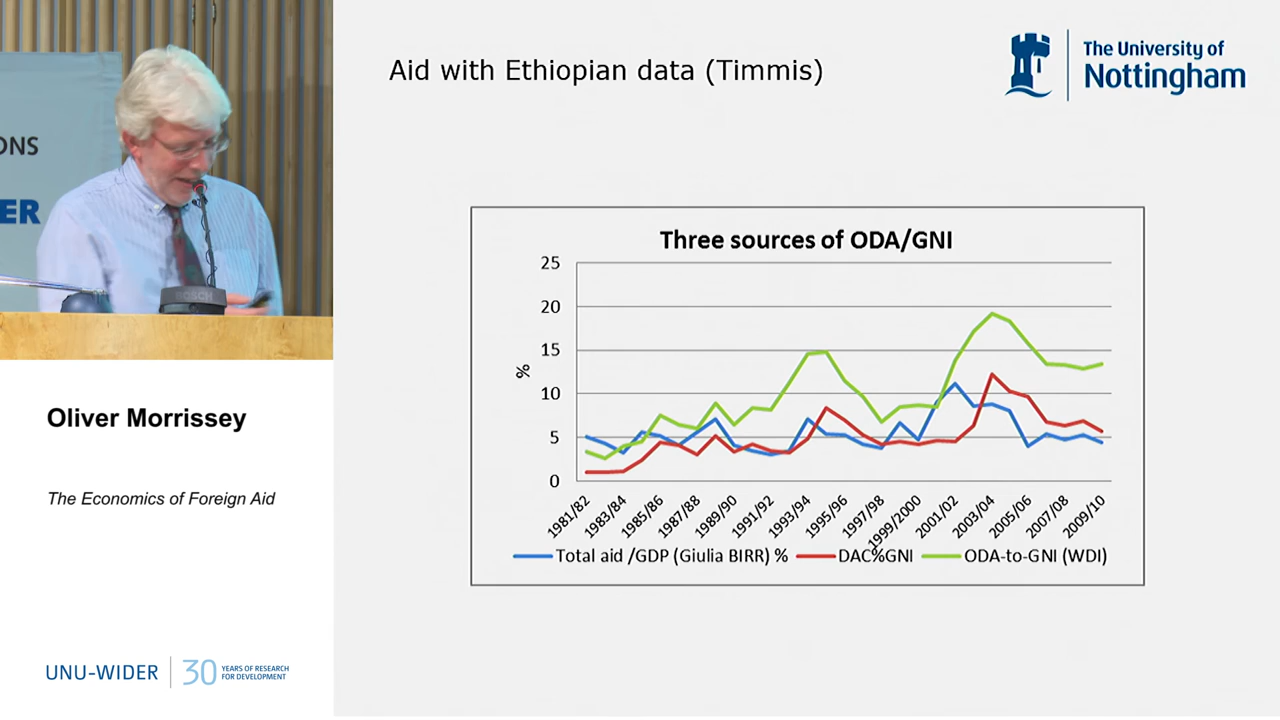 ONS
ER
BOSCH
Oliver Morrissey
The Economics of Foreign Aid
UNU-WIDER
30
YEARS OF RESEARCH
FOR DEVELOPMENT
Aid with Ethiopian data (Timmis)
The University of
Nottingham
Three sources of ODA/GNI
%
25
20
15
10
5
0
1981/82
1983/84
1985/86
1987/88
1989/90
1991/92
1993/94
1995/96
1997/98
1999/2000
2001/02
2003/04
2005/06
2007/08
2009/10
Total aid /GDP (Giulia BIRR) %
DAC%GNI
ODA-to-GNI (WDI)